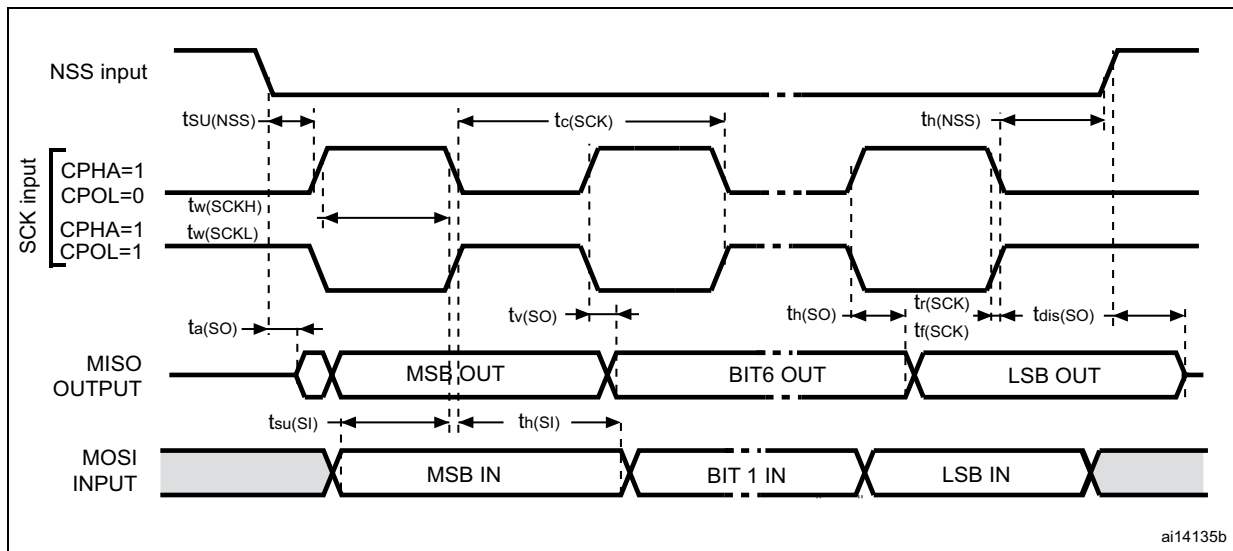 NSS input
tSU(NSS)
tc(SCK)
th(NSS)
SCK input
CPHA=1
CPOL=0
tw(SCKH)
CPHA=1
tw(SCKL)
CPOL=1
ta(SO)
tv(SO)
th(SO)
tr(SCK)
tf(SCK)
tdis(SO)
MISO
OUTPUT
MSB OUT
BIT6 OUT
LSB OUT
tsu(SI)
th(SI)
MOSI
INPUT
MSB IN
BIT 1 IN
LSB IN
ai14135b